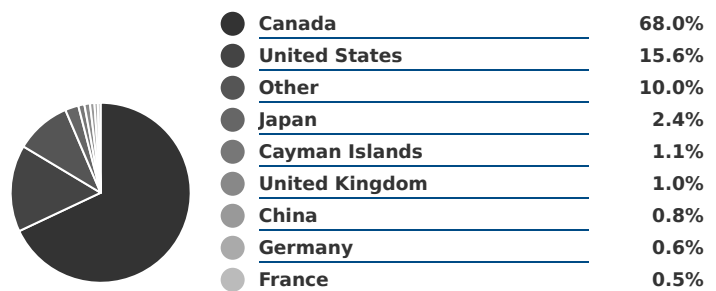 Canada 68.0%
United States 15.6%
Other 10.0%
Japan 2.4%
Cayman Islands 1.1%
United Kingdom 1.0%
China 0.8%
Germany 0.6%
France 0.5%